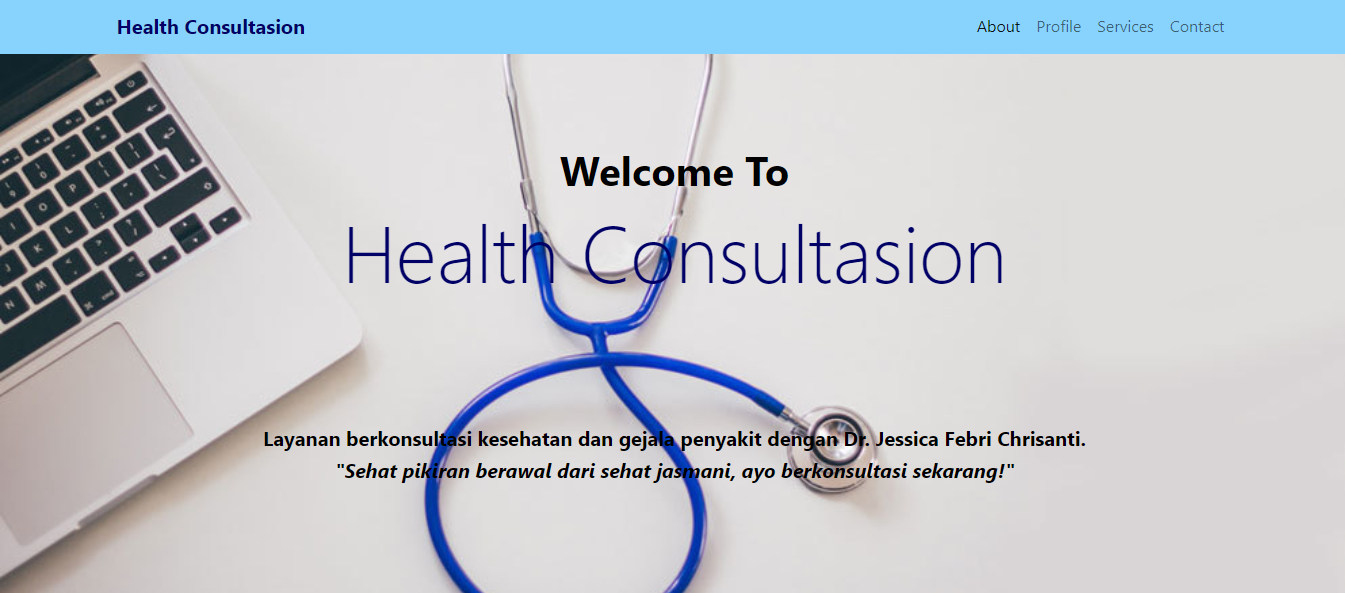 Health Consultasion
About Profile Services Contact
Welcome To
Health Consultasion
Layanan berkonsultasi kesehatan dan gejala penyakit dengan Dr. Jessica Febri Chrisanti.
"Sehat pikiran berawal dari sehat jasmani, ayo berkonsultasi sekarang!"